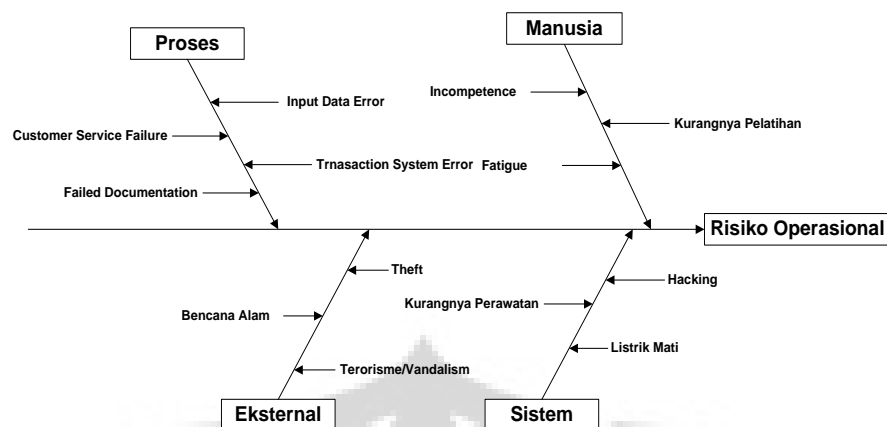 Proses
Manusia
Input Data Error
Incompetence
Customer Service Failure
Kurangnya Pelatihan
Trnasaction System Error
Fatigue
Failed Documentation
Risiko Operasional
Theft
Hacking
Kurangnya Perawatan
Bencana Alam
Listrik Mati
Terorisme/Vandalism
Eksternal
Sistem